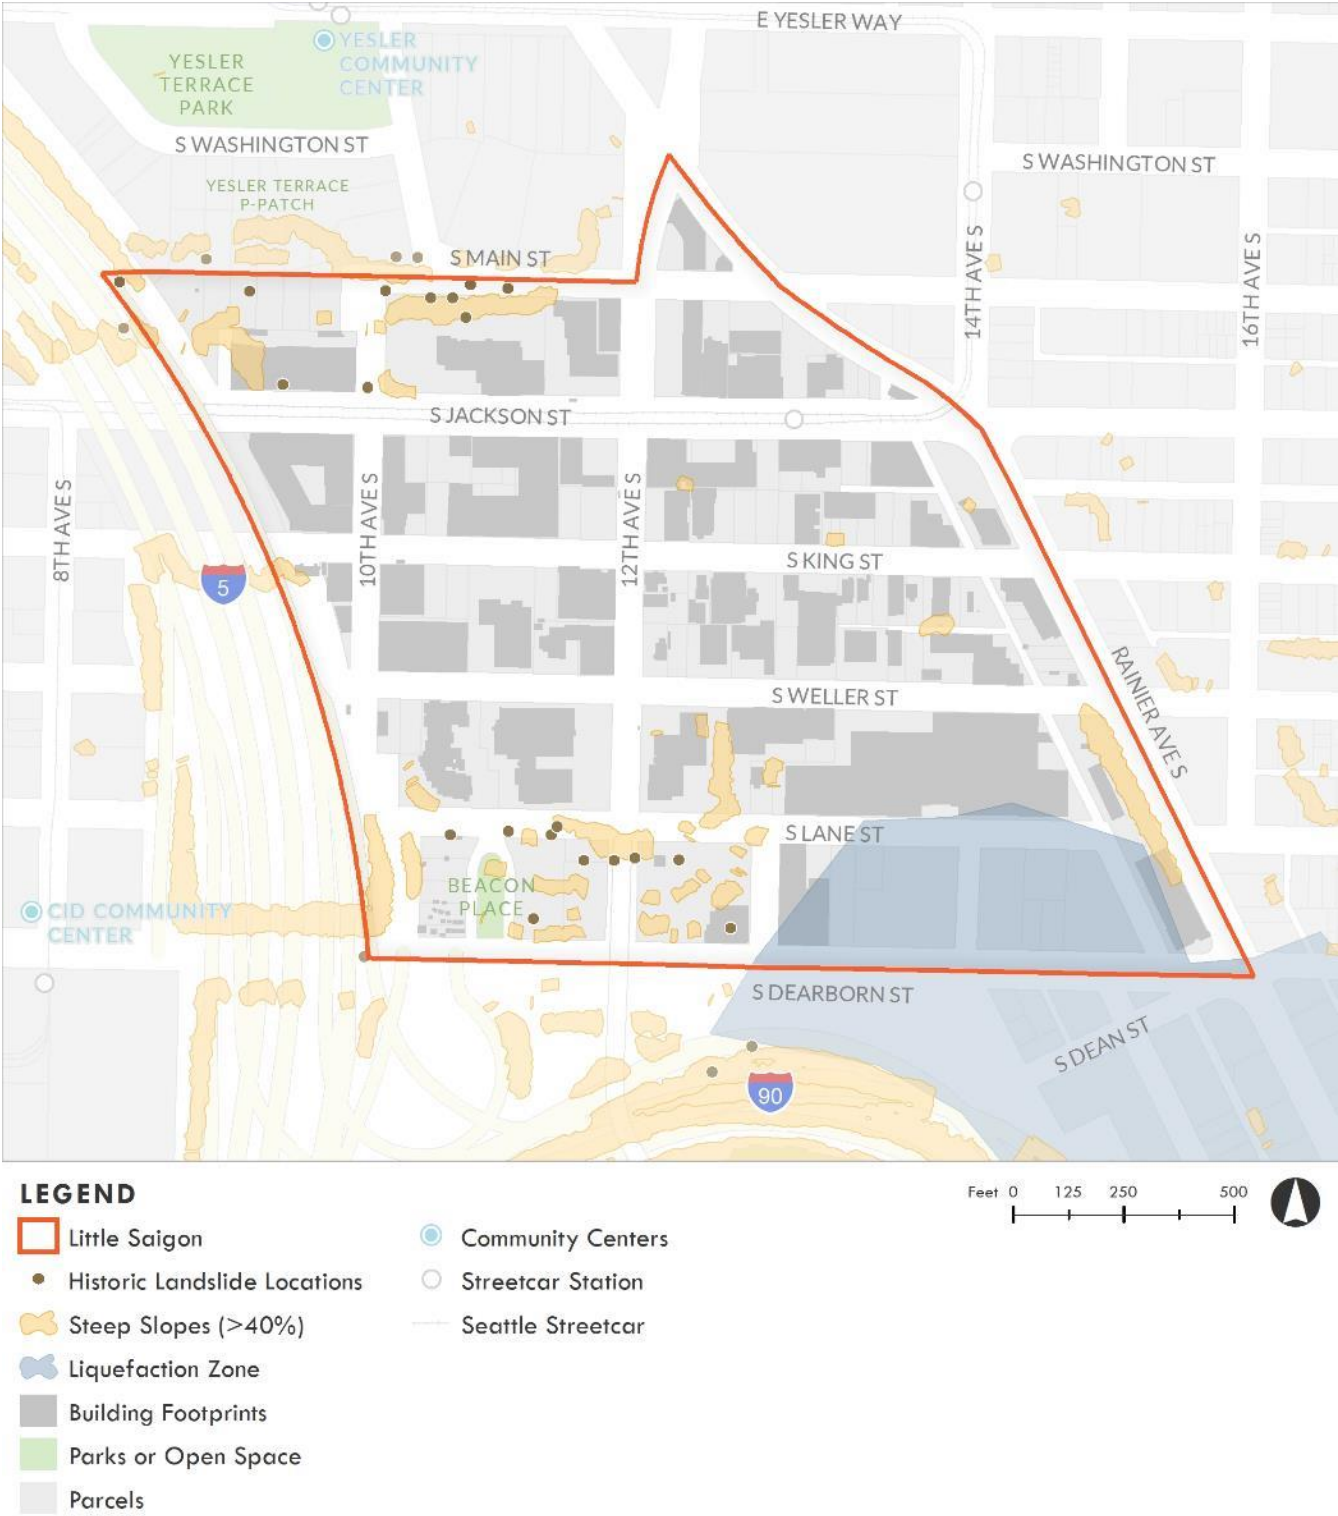 E YESLER WAY
YESLER
COMMUNITY
CENTER
YESLER
TERRACE
PARK
S WASHINGTON ST
S WASHINGTON ST
YESLER TERRACE
P-PATCH
S MAIN ST
14TH AVE S
16TH AVE S
S JACKSON ST
8TH AVE S
10TH AVE S
12TH AVE S
S KING ST
5
RAINIER AVE S
S WELLER ST
S LANE ST
BEACON
PLACE
CID COMMUNITY
CENTER
S DEARBORN ST
S DEAN ST
90
LEGEND
Feet 0 125 250 500
Little Saigon
Historic Landslide Locations
Steep Slopes (>40%)
Liquefaction Zone
Building Footprints
Parks or Open Space
Parcels
Community Centers
Streetcar Station
Seattle Streetcar